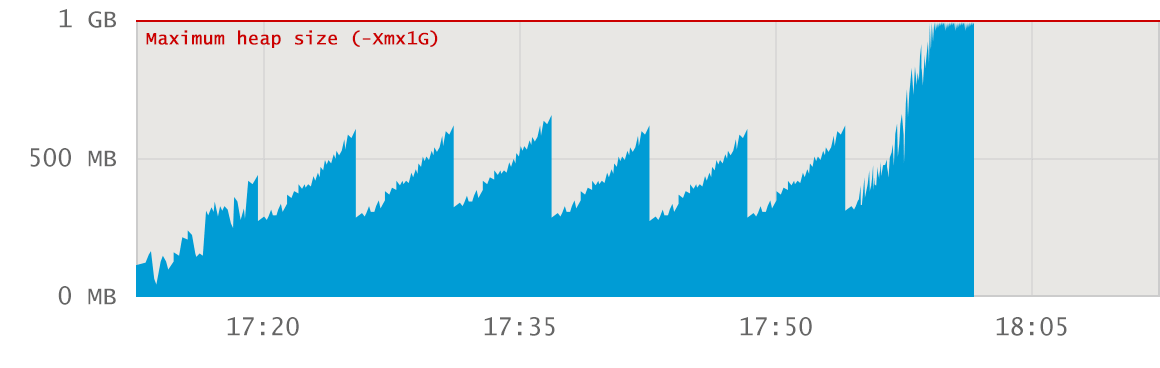 1 GB
Maximum heap size (-Xmx1G)
500 MB
0 MB
17:20 17:35 17:50 18:05